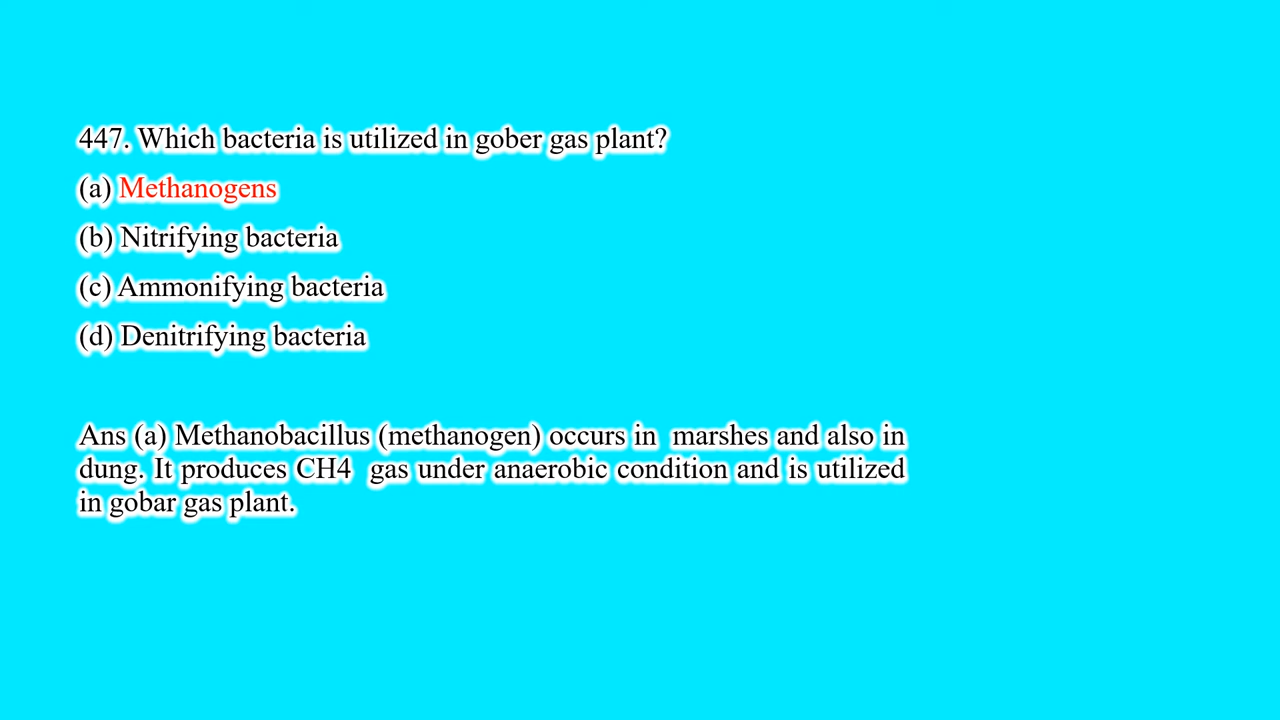 447. Which bacteria is utilized in gober gas plant?
(a) Methanogens
(b) Nitrifying bacteria
(c) Ammonifying bacteria
(d) Denitrifying bacteria
Ans (a) Methanobacillus (methanogen) occurs in marshes and also in
dung. It produces CH4 gas under anaerobic condition and is utilized
in gobar gas plant.